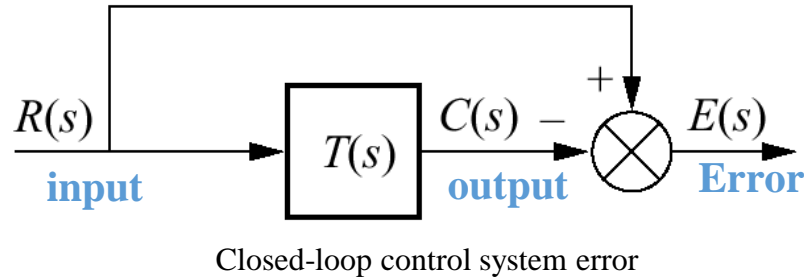 +
R(s) T(s) C(s) – E(s)
input output Error
Closed-loop control system error